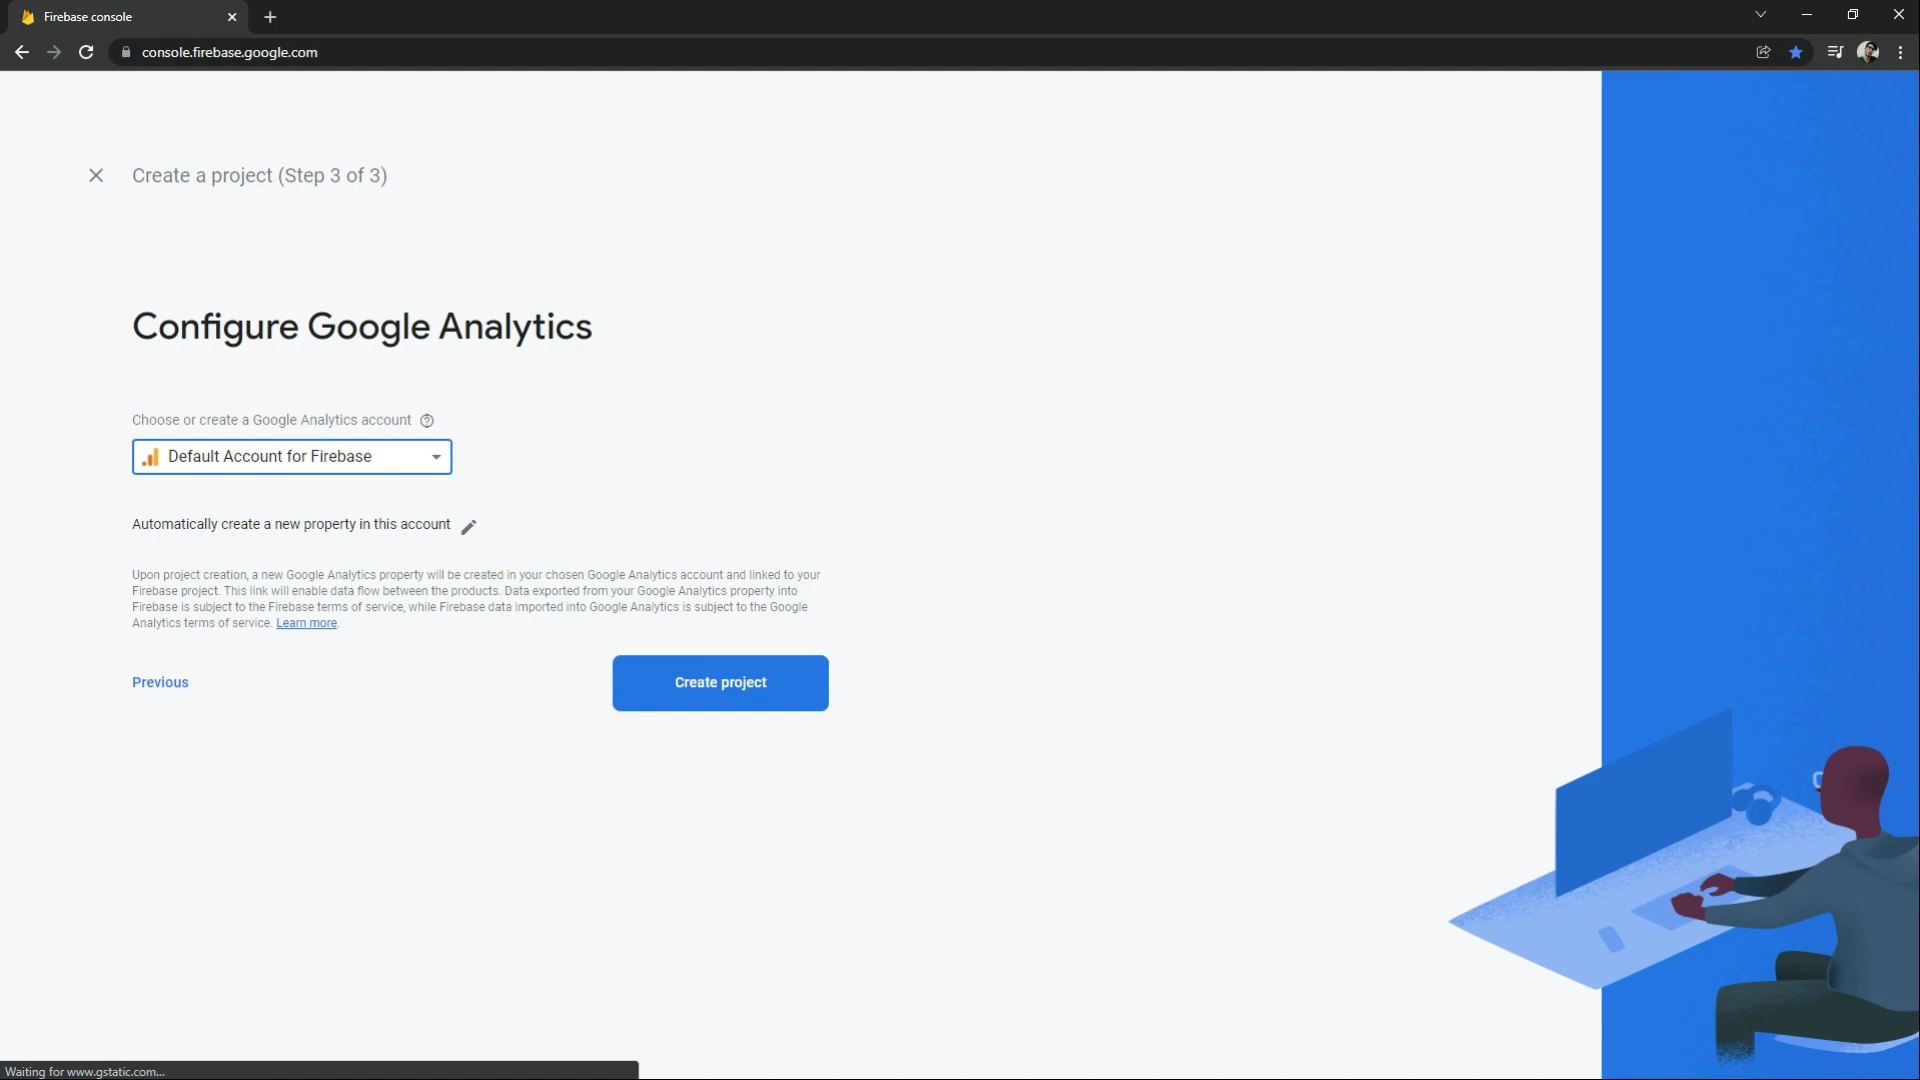 Firebase console
console.firebase.google.com
Create a project (Step 3 of 3)
Configure Google Analytics
Choose or create a Google Analytics account
Default Account for Firebase
Automatically create a new property in this account
Upon project creation, a new Google Analytics property will be created in your chosen Google Analytics account and linked to your
Firebase project. This link will enable data flow between the products. Data exported from your Google Analytics property into
Firebase is subject to the Firebase terms of service, while Firebase data imported into Google Analytics is subject to the Google
Analytics terms of service. Learn more.
Previous
Create project
Waiting for www.gstatic.com...